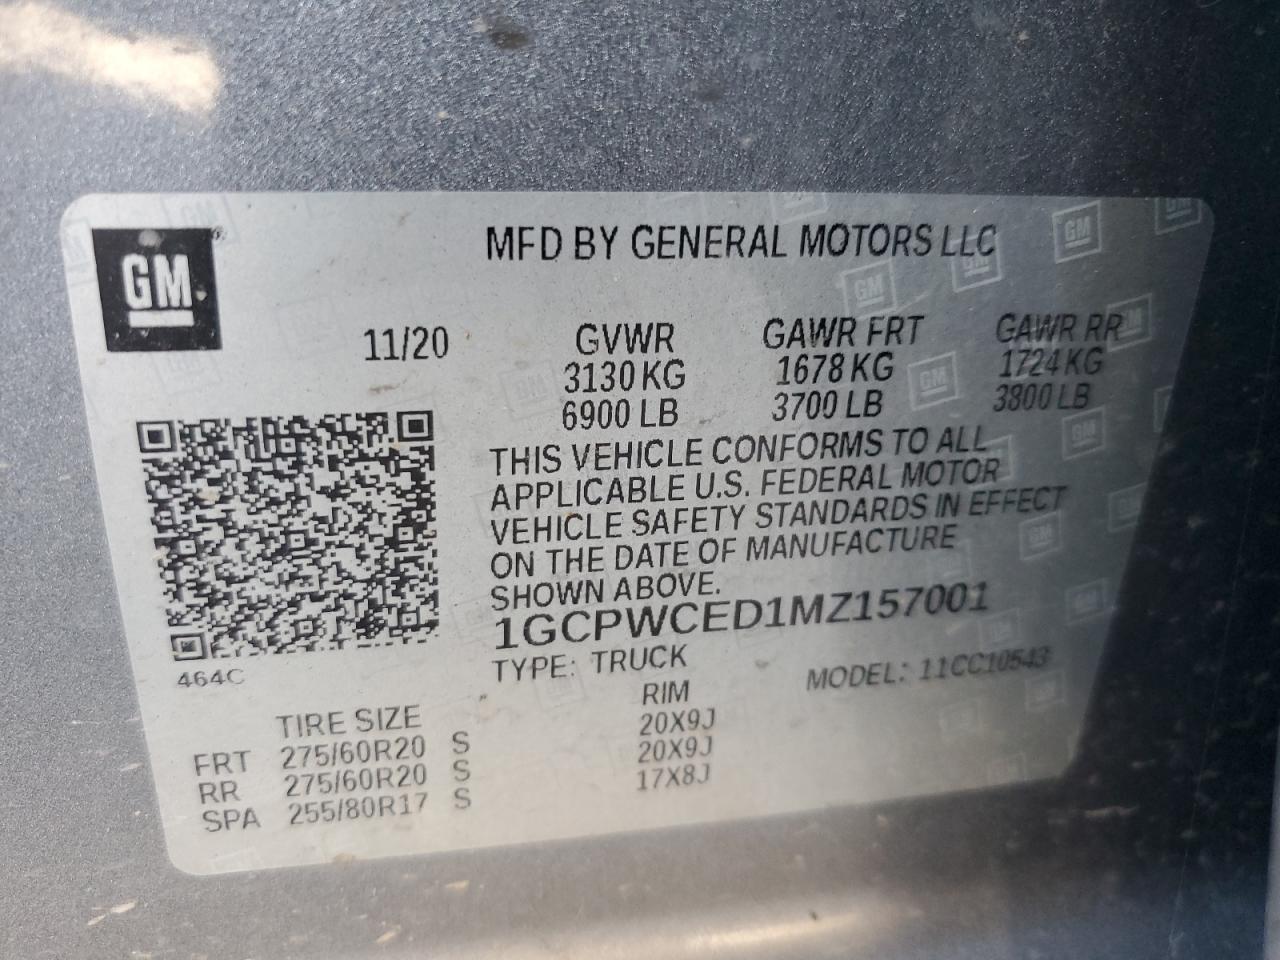 GM
MFD BY GENERAL MOTORS LLC
11/20
GVWR GAWR FRT GAWR RR
3130 KG 1678 KG 1724 KG
6900 LB 3700 LB 3800 LB
THIS VEHICLE CONFORMS TO ALL
APPLICABLE U.S. FEDERAL MOTOR
VEHICLE SAFETY STANDARDS IN EFFECT
ON THE DATE OF MANUFACTURE
SHOWN ABOVE.
1GCPWCED1MZ157001
464C
TYPE: TRUCK MODEL: 11CC10543
TIRE SIZE RIM
FRT 275/60R20 S 20X9J
RR 275/60R20 S 20X9J
SPA 255/80R17 S 17X8J